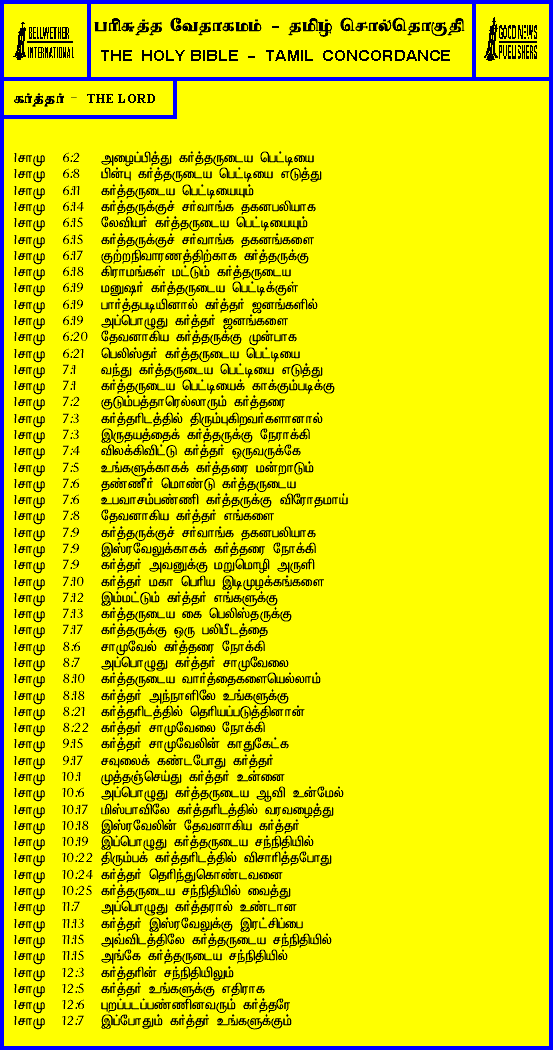 BELLWETHER
INTERNATIONAL
பரிசுத்த வேதாகமம் - தமிழ் சொல்தொகுதி
THE HOLY BIBLE - TAMIL CONCORDANCE
GOOD NEWS
PUBLISHERS
கர்த்தர் - THE LORD
1சாமு 6:2 அழைப்பித்து கர்த்தருடைய பெட்டியை
1சாமு 6:8 பின்பு கர்த்தருடைய பெட்டியை எடுத்து
1சாமு 6:11 கர்த்தருடைய பெட்டியையும்
1சாமு 6:14 கர்த்தருக்குச் சர்வாங்க தகனபலியாக
1சாமு 6:15 லேவியர் கர்த்தருடைய பெட்டியையும்
1சாமு 6:15 கர்த்தருக்குச் சர்வாங்க தகனங்களை
1சாமு 6:17 குற்றநிவாரணத்திற்காக கர்த்தருக்கு
1சாமு 6:18 கிராமங்கள் மட்டும் கர்த்தருடைய
1சாமு 6:19 மனுஷர் கர்த்தருடைய பெட்டிக்குள்
1சாமு 6:19 பார்த்தபடியினால் கர்த்தர் ஜனங்களில்
1சாமு 6:19 அப்பொழுது கர்த்தர் ஜனங்களை
1சாமு 6:20 தேவனாகிய கர்த்தருக்கு முன்பாக
1சாமு 6:21 பெலிஸ்தர் கர்த்தருடைய பெட்டியை
1சாமு 7:1 வந்து கர்த்தருடைய பெட்டியை எடுத்து
1சாமு 7:1 கர்த்தருடைய பெட்டியைக் காக்கும்படிக்கு
1சாமு 7:2 குடும்பத்தாரெல்லாரும் கர்த்தரை
1சாமு 7:3 கர்த்தரிடத்தில் திரும்புகிறவர்களானால்
1சாமு 7:3 இருதயத்தைக் கர்த்தருக்கு நேராக்கி
1சாமு 7:4 விலக்கிவிட்டு கர்த்தர் ஒருவருக்கே
1சாமு 7:5 உங்களுக்காகக் கர்த்தரை மன்றாடும்
1சாமு 7:6 தண்ணீர் மொண்டு கர்த்தருடைய
1சாமு 7:6 உபவாசம்பண்ணி கர்த்தருக்கு விரோதமாய்
1சாமு 7:8 தேவனாகிய கர்த்தர் எங்களை
1சாமு 7:9 கர்த்தருக்குச் சர்வாங்க தகனபலியாக
1சாமு 7:9 இஸ்ரவேலுக்காகக் கர்த்தரை நோக்கி
1சாமு 7:9 கர்த்தர் அவனுக்கு மறுமொழி அருளி
1சாமு 7:10 கர்த்தர் மகா பெரிய இடிமுழக்கங்களை
1சாமு 7:12 இம்மட்டும் கர்த்தர் எங்களுக்கு
1சாமு 7:13 கர்த்தருடைய கை பெலிஸ்தருக்கு
1சாமு 7:17 கர்த்தருக்கு ஒரு பலிபீடத்தை
1சாமு 8:6 சாமுவேல் கர்த்தரை நோக்கி
1சாமு 8:7 அப்பொழுது கர்த்தர் சாமுவேலை
1சாமு 8:10 கர்த்தருடைய வார்த்தைகளையெல்லாம்
1சாமு 8:18 கர்த்தர் அந்நாளிலே உங்களுக்கு
1சாமு 8:21 கர்த்தரிடத்தில் தெரியப்படுத்தினான்
1சாமு 8:22 கர்த்தர் சாமுவேலை நோக்கி
1சாமு 9:15 கர்த்தர் சாமுவேலின் காதுகேட்க
1சாமு 9:17 சவுலைக் கண்டபோது கர்த்தர்
1சாமு 10:1 முத்தஞ்செய்து கர்த்தர் உன்னை
1சாமு 10:6 அப்பொழுது கர்த்தருடைய ஆவி உன்மேல்
1சாமு 10:17 மிஸ்பாவிலே கர்த்தரிடத்தில் வரவழைத்து
1சாமு 10:18 இஸ்ரவேலின் தேவனாகிய கர்த்தர்
1சாமு 10:19 இப்பொழுது கர்த்தருடைய சந்நிதியில்
1சாமு 10:22 திரும்பக் கர்த்தரிடத்தில் விசாரித்தபோது
1சாமு 10:24 கர்த்தர் தெரிந்துகொண்டவனை
1சாமு 10:25 கர்த்தருடைய சந்நிதியில் வைத்து
1சாமு 11:7 அப்பொழுது கர்த்தரால் உண்டான
1சாமு 11:13 கர்த்தர் இஸ்ரவேலுக்கு இரட்சிப்பை
1சாமு 11:15 அவ்விடத்திலே கர்த்தருடைய சந்நிதியில்
1சாமு 11:15 அங்கே கர்த்தருடைய சந்நிதியில்
1சாமு 12:3 கர்த்தரின் சந்நிதியிலும்
1சாமு 12:5 கர்த்தர் உங்களுக்கு எதிராக
1சாமு 12:6 புறப்படப்பண்ணினவரும் கர்த்தரே
1சாமு 12:7 இப்போதும் கர்த்தர் உங்களுக்கும்